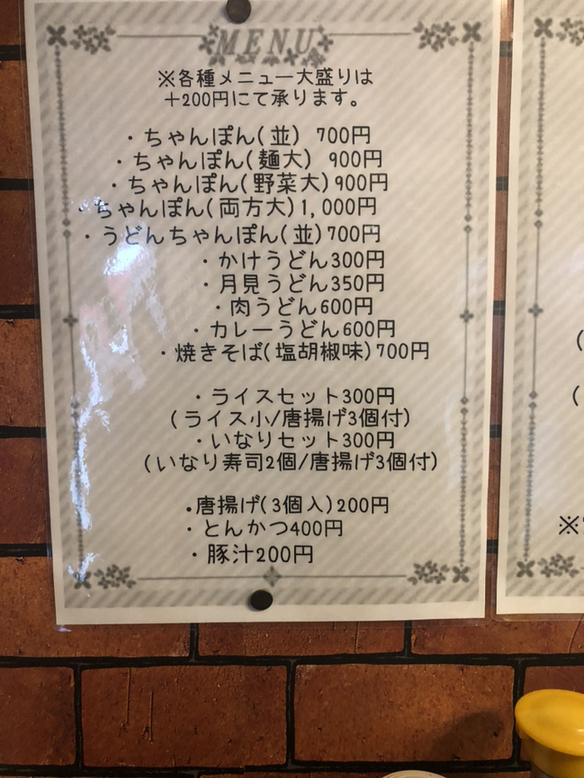 MENU
※各種メニュー大盛りは
+200円にて承ります。
・ちゃんぽん(並) 700円
・ちゃんぽん(麺大) 900円
・ちゃんぽん(野菜大)900円
・ちゃんぽん(両方大)1,000円
・うどんちゃんぽん(並)700円
・かけうどん300円
・月見うどん350円
・肉うどん600円
・カレーうどん600円
・焼きそば(塩胡椒味)700円
・ライスセット300円
(ライス小/唐揚げ3個付)
・いなりセット300円
(いなり寿司2個/唐揚げ3個付)
・唐揚げ(3個入)200円
・とんかつ400円
・豚汁200円
(
(
※